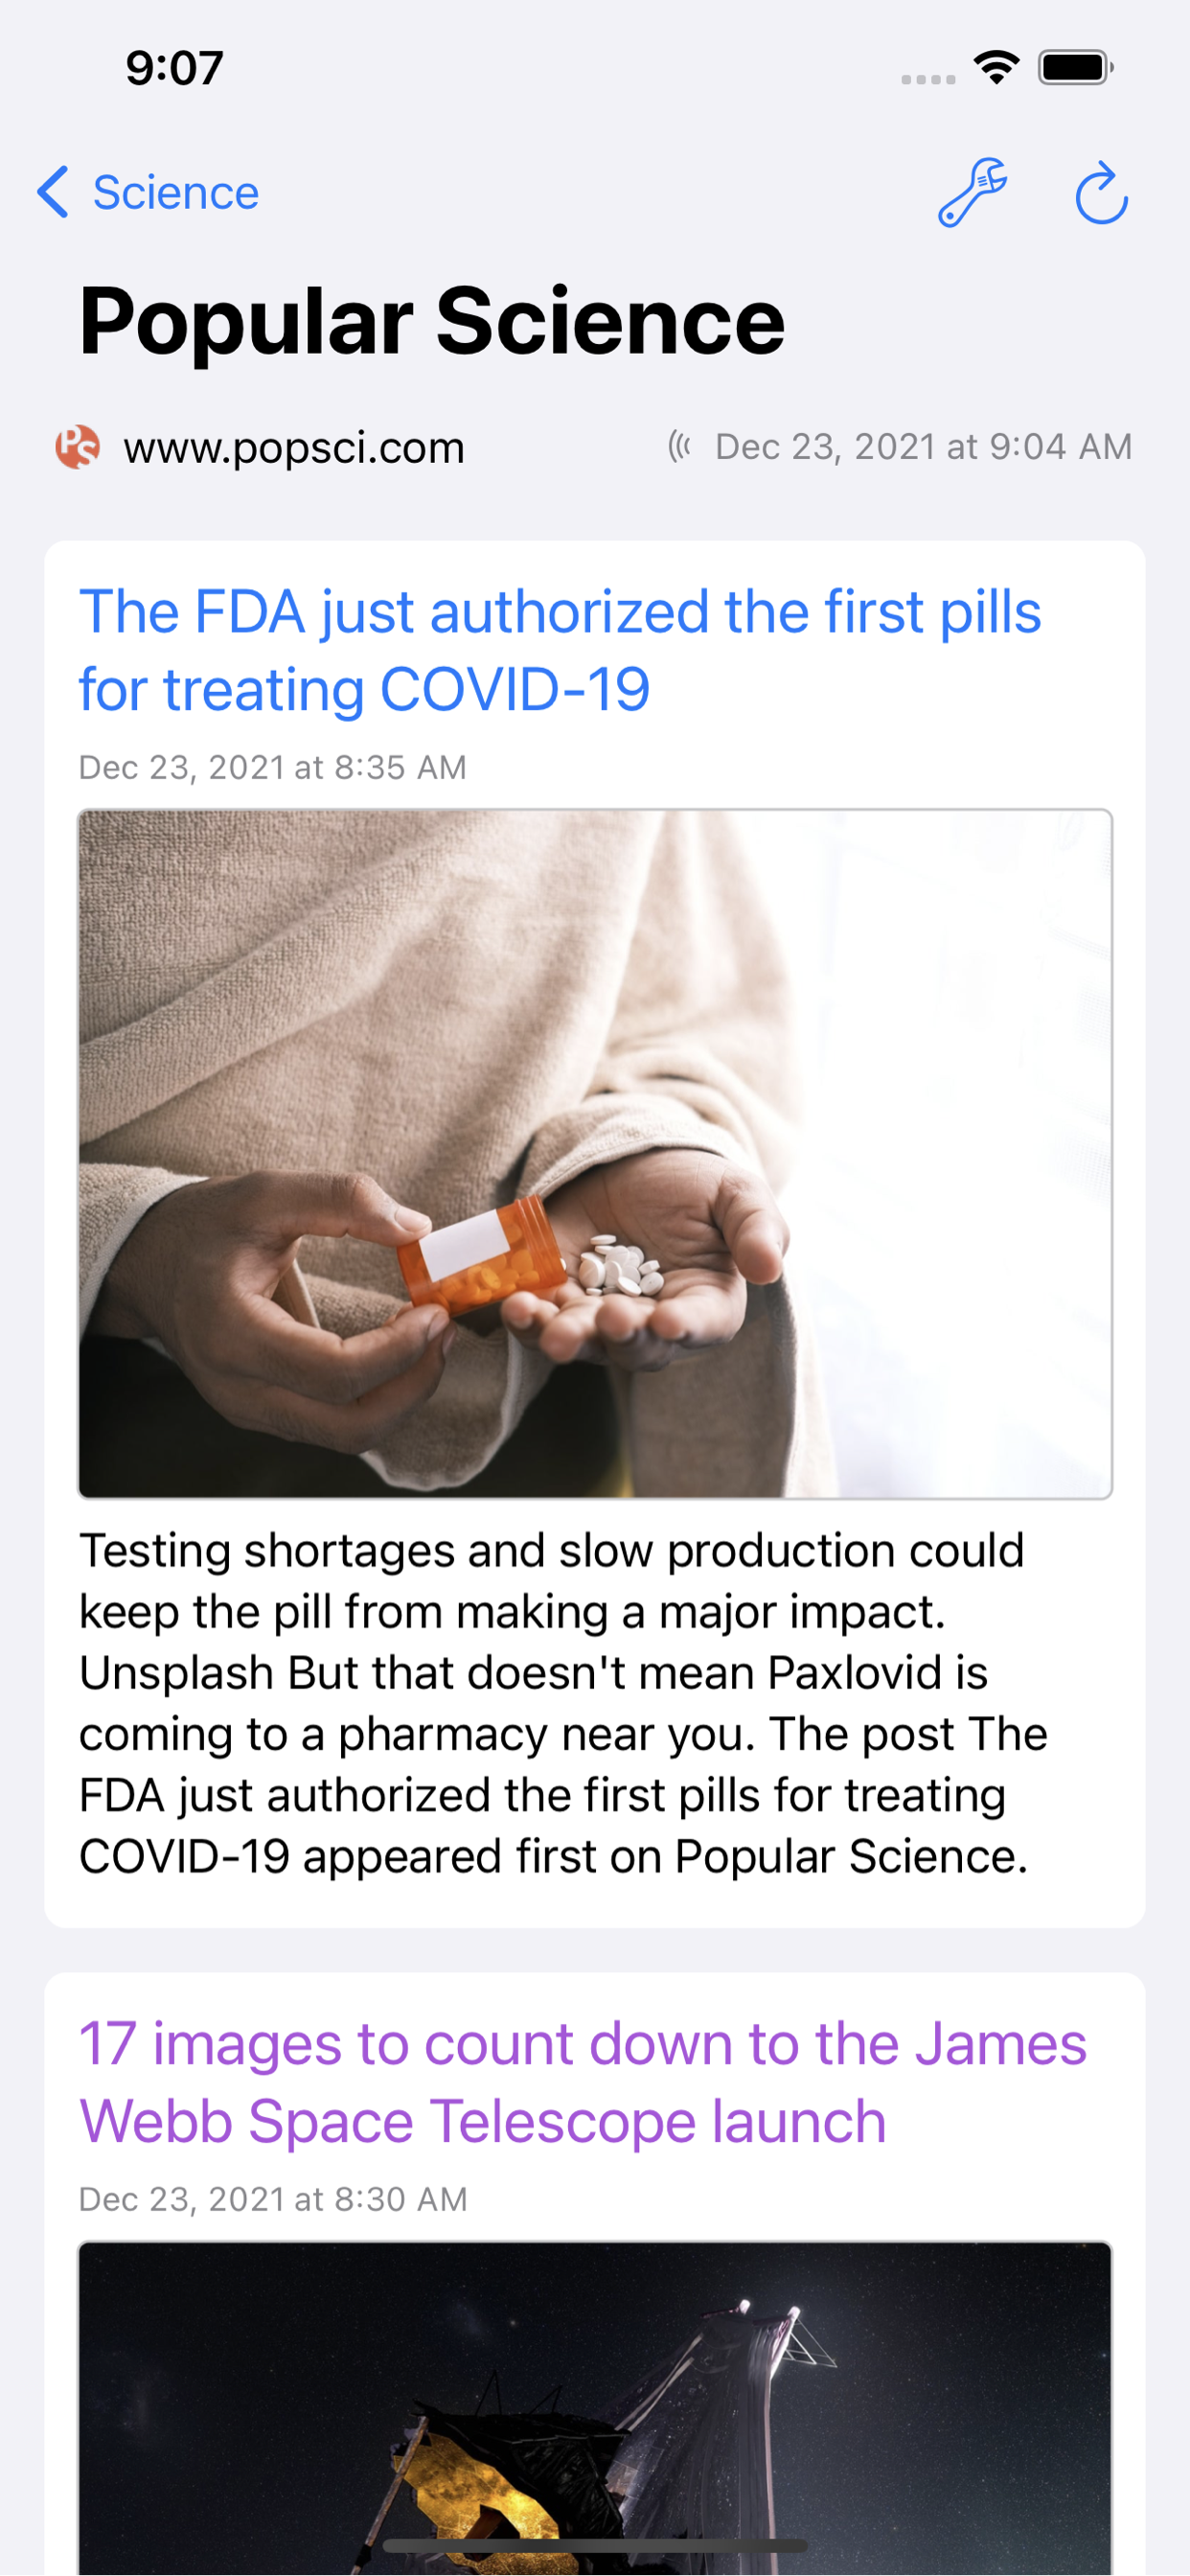 9:07
Science
Popular Science
PS www.popsci.com Dec 23, 2021 at 9:04 AM
The FDA just authorized the first pills
for treating COVID-19
Dec 23, 2021 at 8:35 AM
Testing shortages and slow production could
keep the pill from making a major impact.
Unsplash But that doesn't mean Paxlovid is
coming to a pharmacy near you. The post The
FDA just authorized the first pills for treating
COVID-19 appeared first on Popular Science.
17 images to count down to the James
Webb Space Telescope launch
Dec 23, 2021 at 8:30 AM